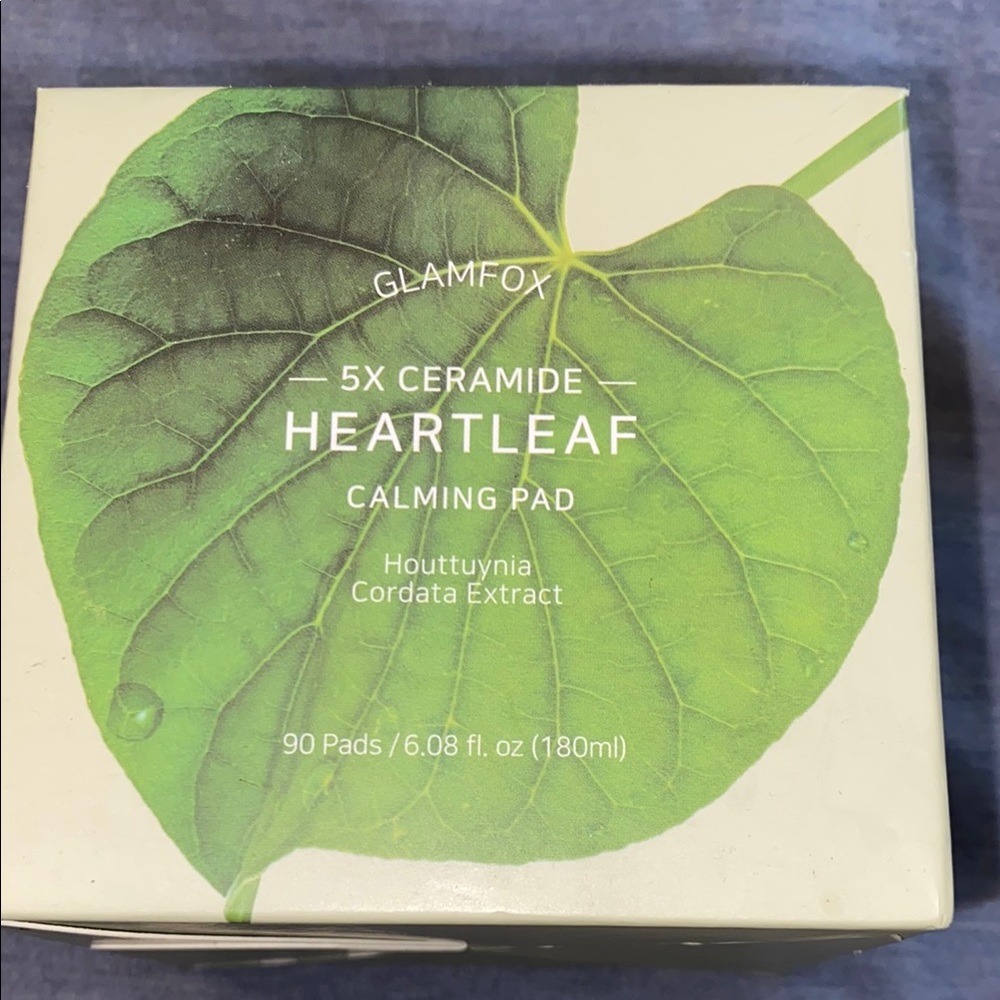 GLAMFOX
— 5X CERAMIDE —
HEARTLEAF
CALMING PAD
Houttuynia
Cordata Extract
90 Pads / 6.08 fl. oz (180ml)